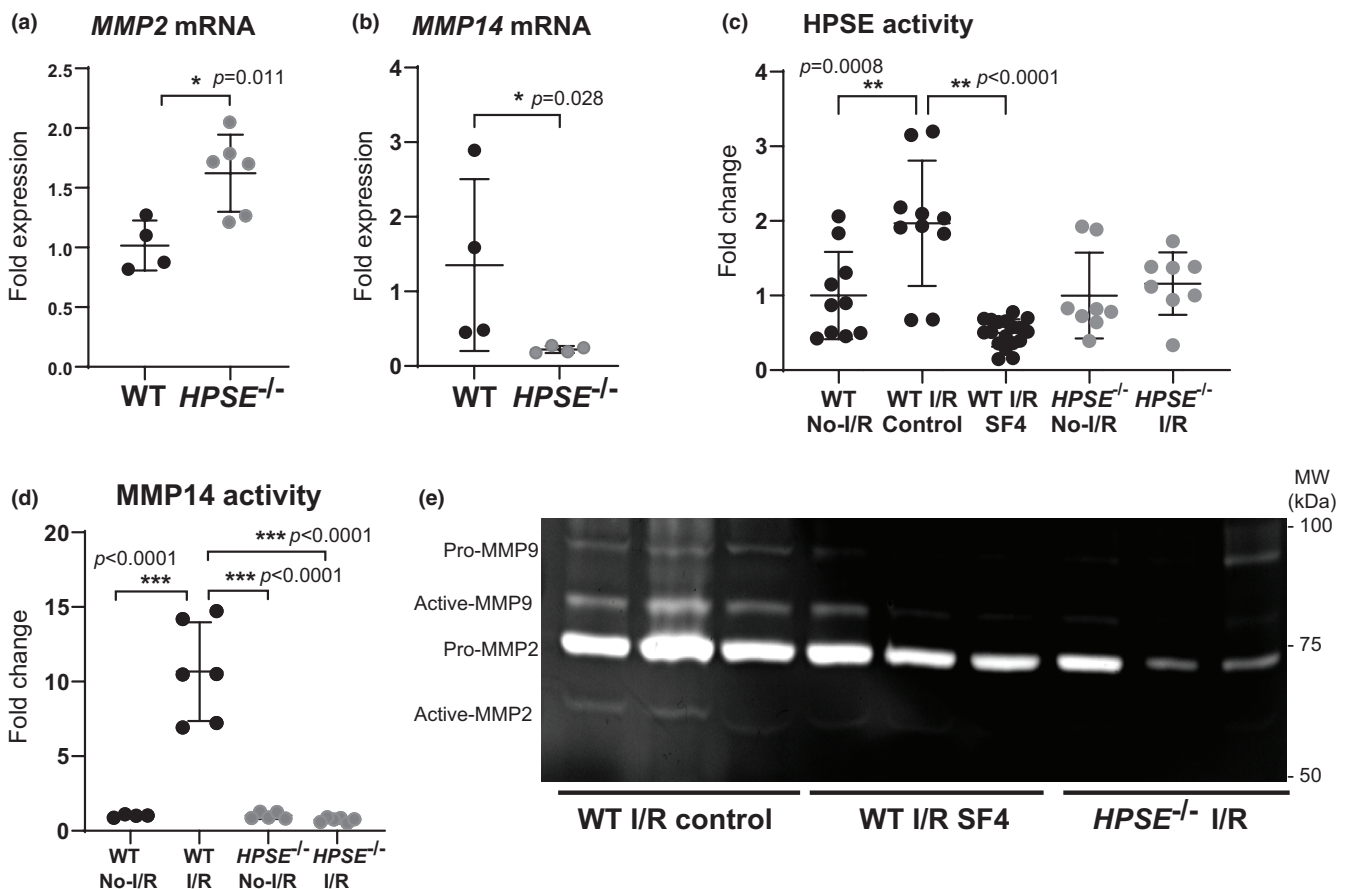 (a) MMP2 mRNA
* p=0.011
Fold expression
2.5
2.0
1.5
1.0
0.5
0.0
WT HPSE-/-
(b) MMP14 mRNA
* p=0.028
Fold expression
4
3
2
1
0
WT HPSE-/-
(c) HPSE activity
p=0.0008
** ** p<0.0001
Fold change
4
3
2
1
0
WT No-I/R
WT I/R Control
WT I/R SF4
HPSE-/- No-I/R
HPSE-/- I/R
(d) MMP14 activity
*** p<0.0001
p<0.0001
*** *** p<0.0001
Fold change
20
15
10
5
0
WT No-I/R
WT I/R
HPSE-/- No-I/R
HPSE-/- I/R
(e)
MW
(kDa)
Pro-MMP9
Active-MMP9
Pro-MMP2
Active-MMP2
- 100
- 75
- 50
WT I/R control
WT I/R SF4
HPSE-/- I/R